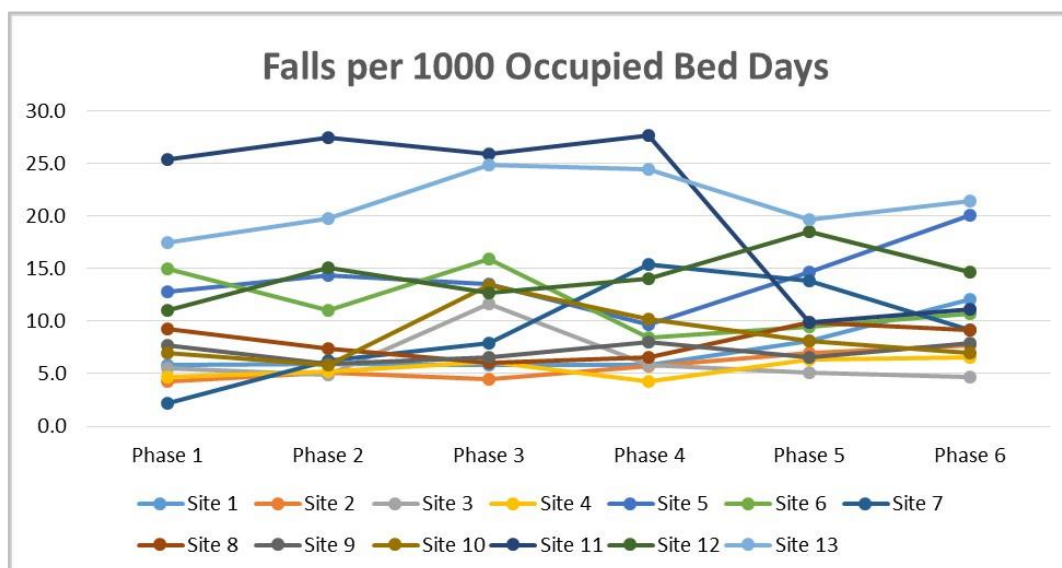 Falls per 1000 Occupied Bed Days
30.0
25.0
20.0
15.0
10.0
5.0
0.0
Phase 1 Phase 2 Phase 3 Phase 4 Phase 5 Phase 6
Site 1 Site 2 Site 3 Site 4 Site 5 Site 6 Site 7
Site 8 Site 9 Site 10 Site 11 Site 12 Site 13